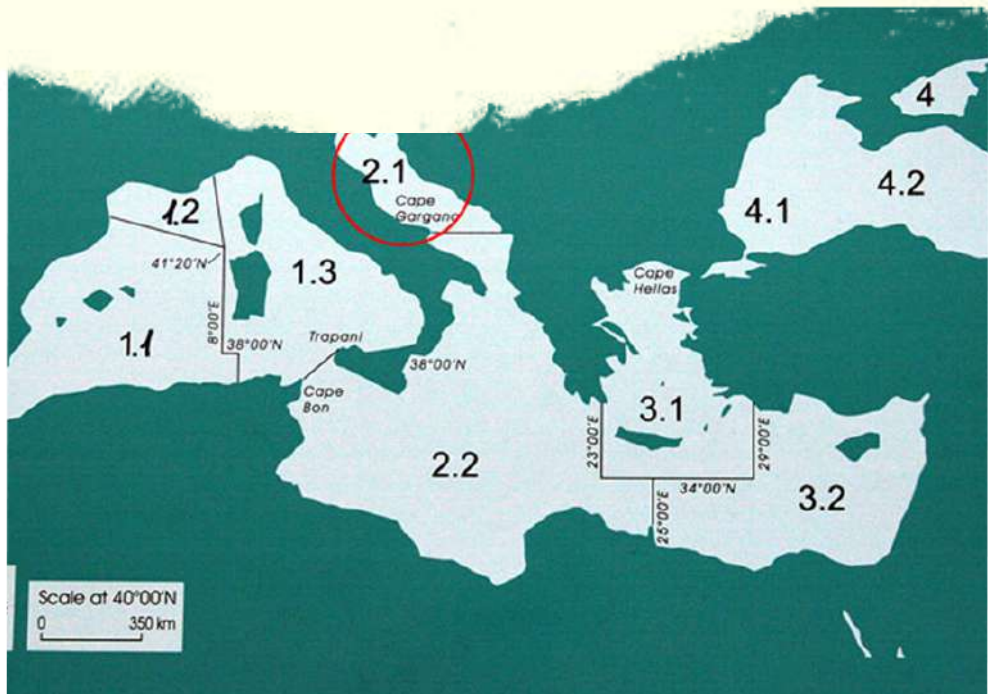 4
2.1
4.2
1.2
Cape
Gargano
4.1
41°20'N
1.3
Cape
Hellas
8°00'E
1.1
38°00'N
Trapani
38°00'N
Cape
Bon
3.1
23°00'E
29°00'E
2.2
34°00'N
3.2
25°00'E
Scale at 40°00'N
0 350 km